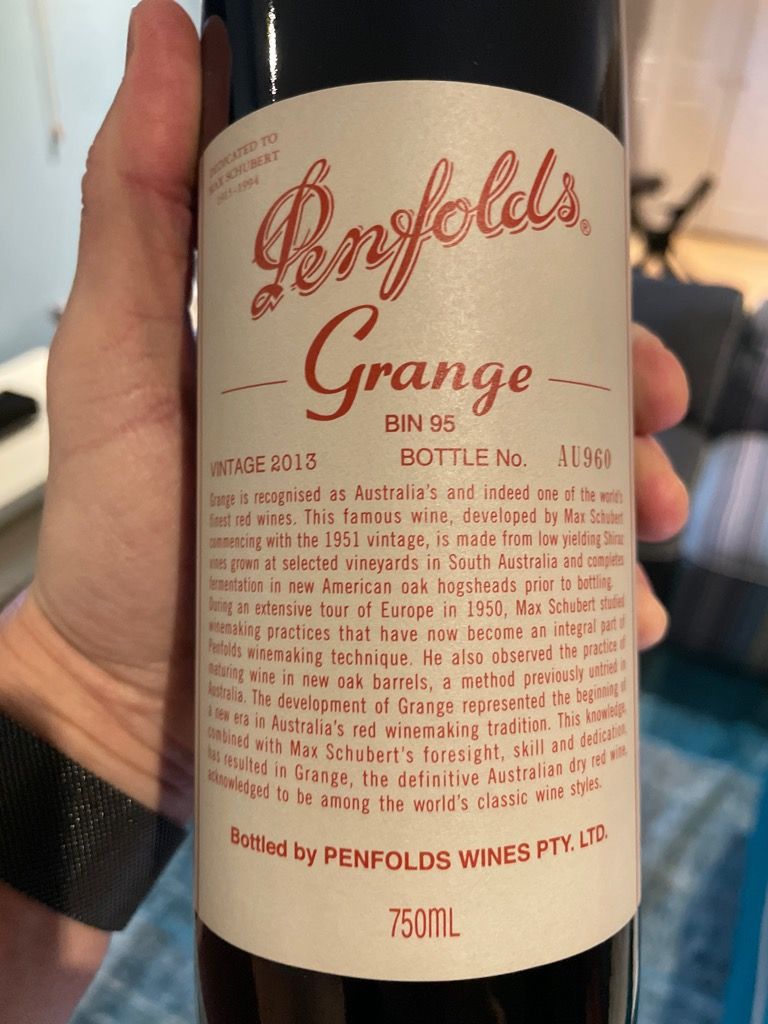 DEDICATED TO
MAX SCHUBERT
1915-1994
Penfolds®
Grange
BIN 95
VINTAGE 2013 BOTTLE No. AU960
Grange is recognised as Australia's and indeed one of the world's
finest red wines. This famous wine, developed by Max Schubert
commencing with the 1951 vintage, is made from low yielding Shiraz
vines grown at selected vineyards in South Australia and completes
fermentation in new American oak hogsheads prior to bottling.
During an extensive tour of Europe in 1950, Max Schubert studied
winemaking practices that have now become an integral part of
Penfolds winemaking technique. He also observed the practice of
maturing wine in new oak barrels, a method previously untried in
Australia. The development of Grange represented the beginning of
a new era in Australia's red winemaking tradition. This knowledge,
combined with Max Schubert's foresight, skill and dedication,
has resulted in Grange, the definitive Australian dry red wine,
acknowledged to be among the world's classic wine styles.
Bottled by PENFOLDS WINES PTY. LTD.
750mL